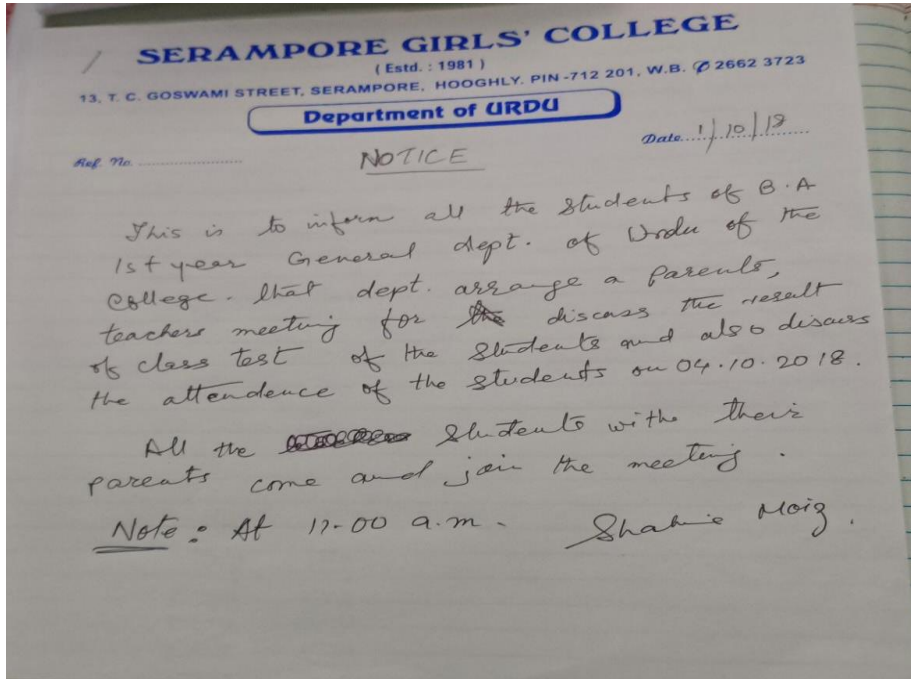 SERAMPORE GIRLS' COLLEGE
( Estd. : 1981 )
13, T. C. GOSWAMI STREET, SERAMPORE, HOOGHLY. PIN -712 201, W.B. ✆ 2662 3723
Department of URDU
Ref. No. .......................... Date....1/10/18..........
NOTICE
This is to inform all the students of B.A
1st year General dept. of Urdu of the
College. that dept. arrange a parents,
teachers meeting for discuss the result
of class test of the students and also discuss
the attendence of the students on 04.10.2018.
All the students withe their
parents come and join the meeting.
Note : At 11-00 a.m. Moiz.